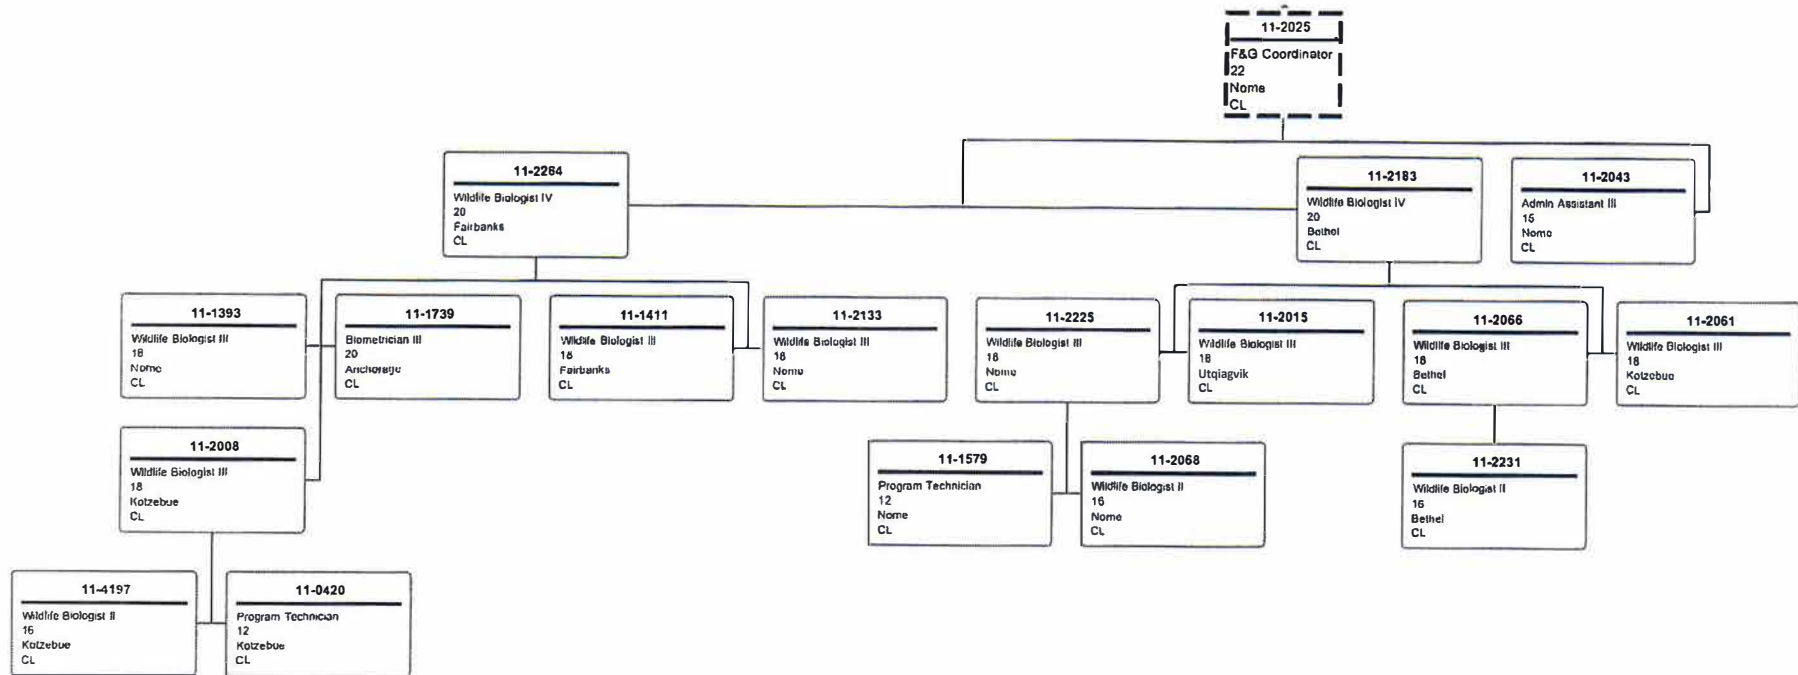 11-2025
F&G Coordinator
22
Nome
CL
11-2264
Wildlife Biologist IV
20
Fairbanks
CL
11-2183
Wildlife Biologist IV
20
Bethel
CL
11-2043
Admin Assistant III
15
Nome
CL
11-1393
Wildlife Biologist III
18
Nome
CL
11-1739
Biometrician III
20
Anchorage
CL
11-1411
Wildlife Biologist III
18
Fairbanks
CL
11-2133
Wildlife Biologist III
18
Nome
CL
11-2225
Wildlife Biologist III
18
Nome
CL
11-2015
Wildlife Biologist III
18
Utqiagvik
CL
11-2066
Wildlife Biologist III
18
Bethel
CL
11-2061
Wildlife Biologist III
18
Kotzebue
CL
11-2008
Wildlife Biologist III
18
Kotzebue
CL
11-1579
Program Technician
12
Nome
CL
11-2068
Wildlife Biologist II
16
Nome
CL
11-2231
Wildlife Biologist II
16
Bethel
CL
11-4197
Wildlife Biologist II
16
Kotzebue
CL
11-0420
Program Technician
12
Kotzebue
CL